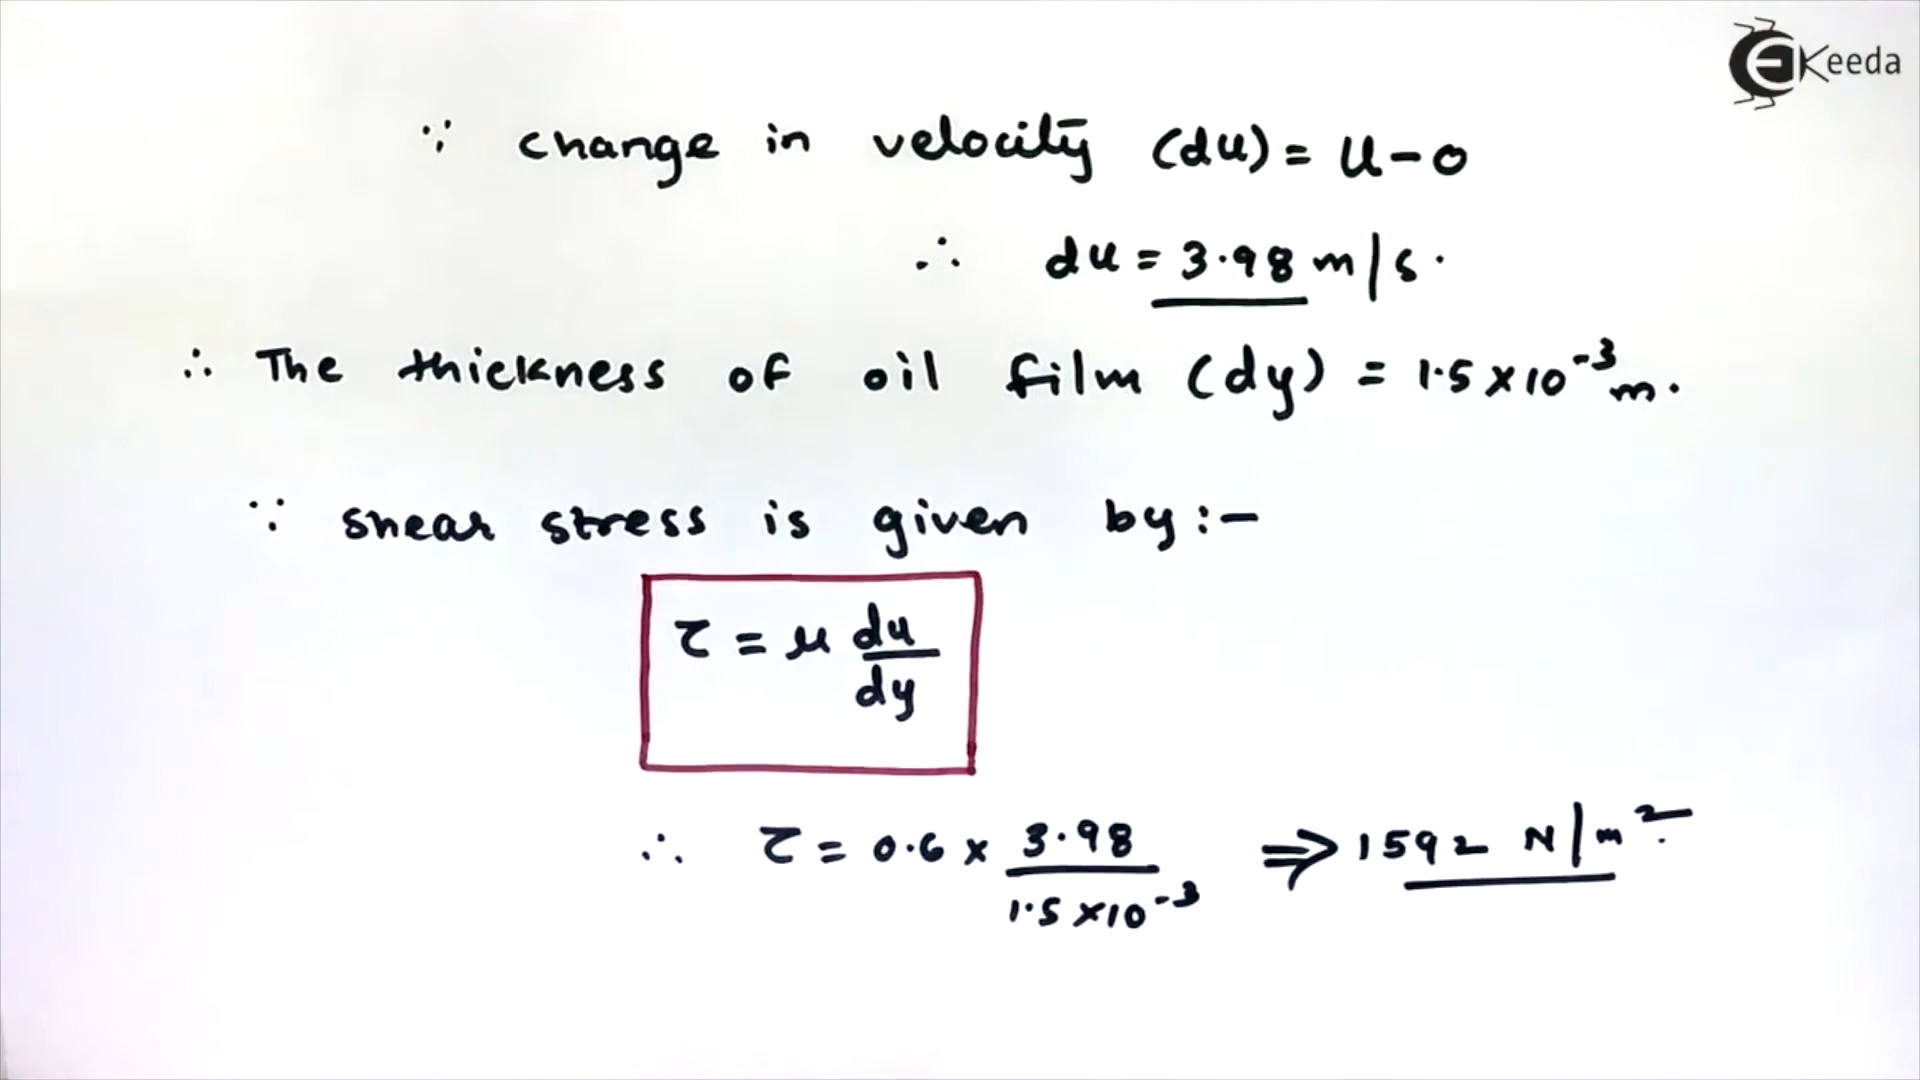 EKeeda
∵ change in velocity (du) = u - 0
∴ du = 3.98 m/s.
∴ The thickness of oil film (dy) = 1.5 × 10⁻³ m.
∵ shear stress is given by :-
τ = μ du/dy
∴ τ = 0.6 × 3.98/1.5 × 10⁻³ ⇒ 1592 N/m².